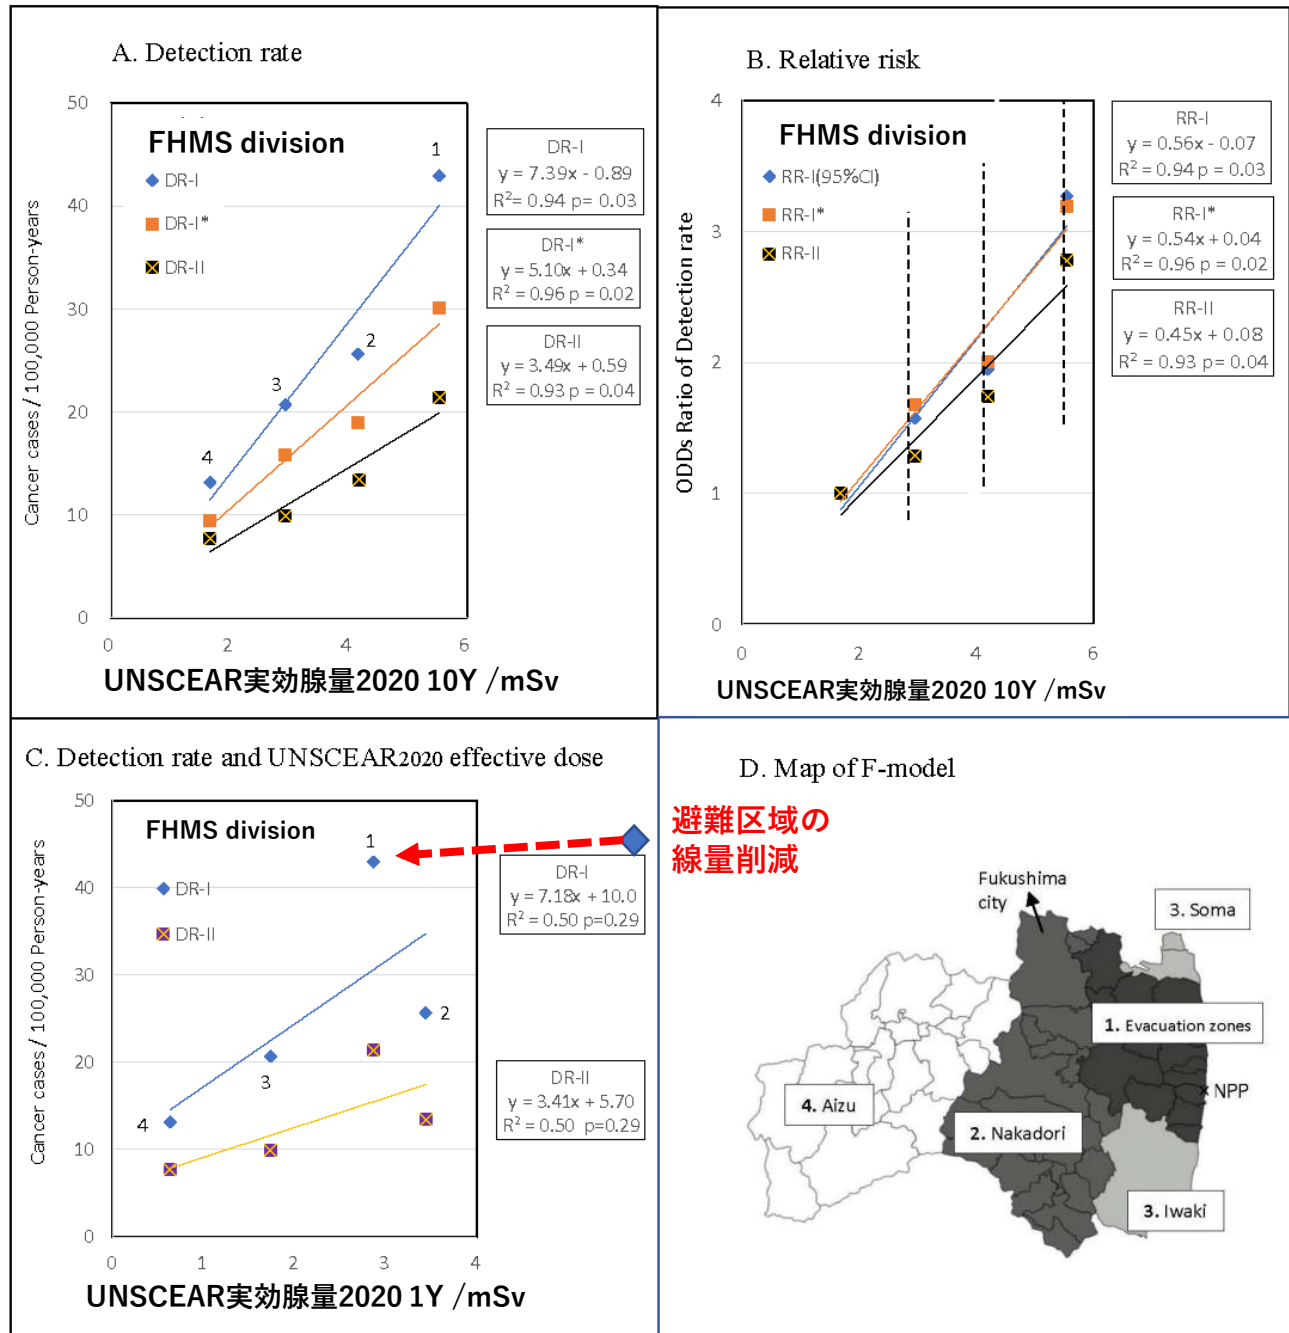 A. Detection rate
50
40
30
20
10
0
Cancer cases / 100,000 Person-years
FHMS division
DR-I
DR-I*
DR-II
1
2
3
4
DR-I
y = 7.39x - 0.89
R²= 0.94 p= 0.03
DR-I*
y = 5.10x + 0.34
R² = 0.96 p = 0.02
DR-II
y = 3.49x + 0.59
R² = 0.93 p = 0.04
0 2 4 6
UNSCEAR実効腺量2020 10Y /mSv
B. Relative risk
4
3
2
1
0
ODDs Ratio of Detection rate
FHMS division
RR-I(95%CI)
RR-I*
RR-II
RR-I
y = 0.56x - 0.07
R² = 0.94 p = 0.03
RR-I*
y = 0.54x + 0.04
R² = 0.96 p = 0.02
RR-II
y = 0.45x + 0.08
R² = 0.93 p = 0.04
0 2 4 6
UNSCEAR実効腺量2020 10Y /mSv
C. Detection rate and UNSCEAR2020 effective dose
50
40
30
20
10
0
Cancer cases / 100,000 Person-years
FHMS division
DR-I
DR-II
1
2
3
4
DR-I
y = 7.18x + 10.0
R² = 0.50 p=0.29
DR-II
y = 3.41x + 5.70
R² = 0.50 p=0.29
0 1 2 3 4
UNSCEAR実効腺量2020 1Y /mSv
D. Map of F-model
避難区域の
線量削減
Fukushima
city
3. Soma
1. Evacuation zones
NPP
4. Aizu
2. Nakadori
3. Iwaki